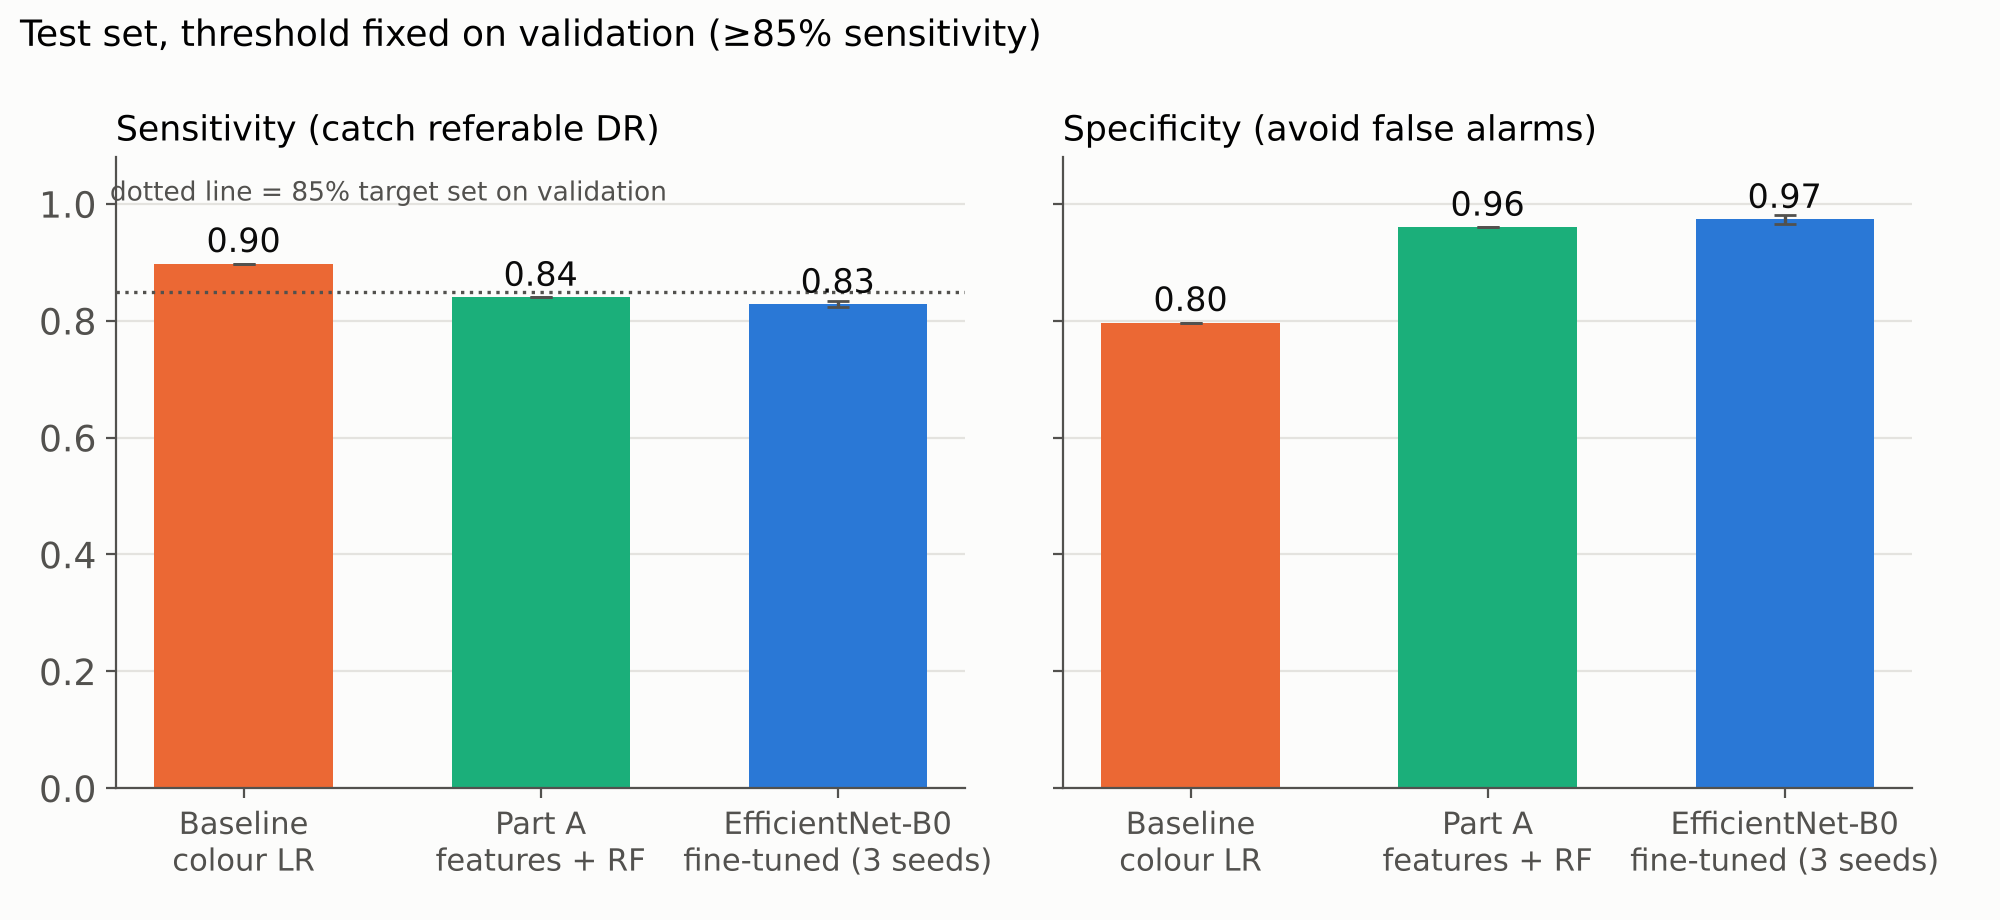 Test set, threshold fixed on validation (≥85% sensitivity)
Sensitivity (catch referable DR)
dotted line = 85% target set on validation
1.0
0.8
0.6
0.4
0.2
0.0
0.90
0.84
0.83
Baseline
colour LR
Part A
features + RF
EfficientNet-B0
fine-tuned (3 seeds)
Specificity (avoid false alarms)
0.80
0.96
0.97
Baseline
colour LR
Part A
features + RF
EfficientNet-B0
fine-tuned (3 seeds)